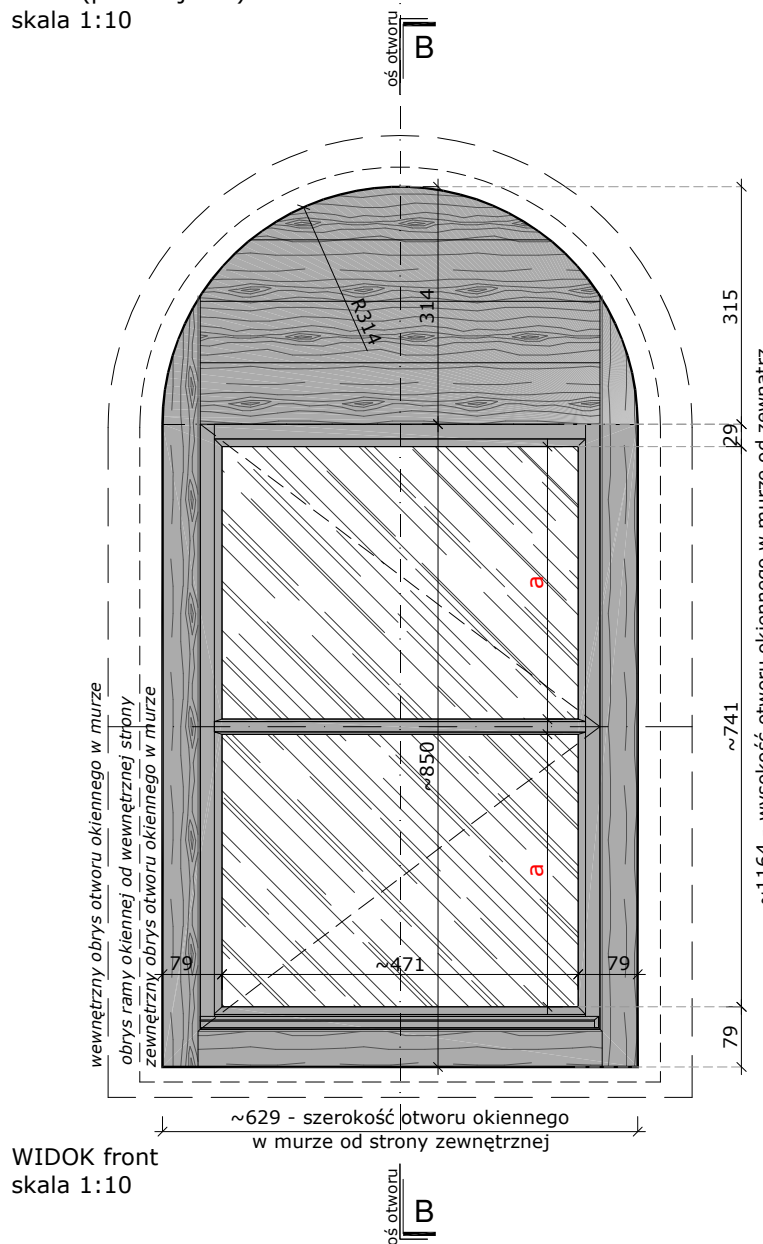 skala 1:10
oś otworu
B
314
R314
315
29
a
~741
~850
a
79
~471
79
79
wewnętrzny obrys otworu okiennego w murze
obrys ramy okiennej od wewnętrznej strony
zewnętrzny obrys otworu okiennego w murze
~1164 - wysokość otworu okiennego w murze od zewnątrz
~629 - szerokość otworu okiennego
w murze od strony zewnętrznej
WIDOK front
skala 1:10
oś otworu
B